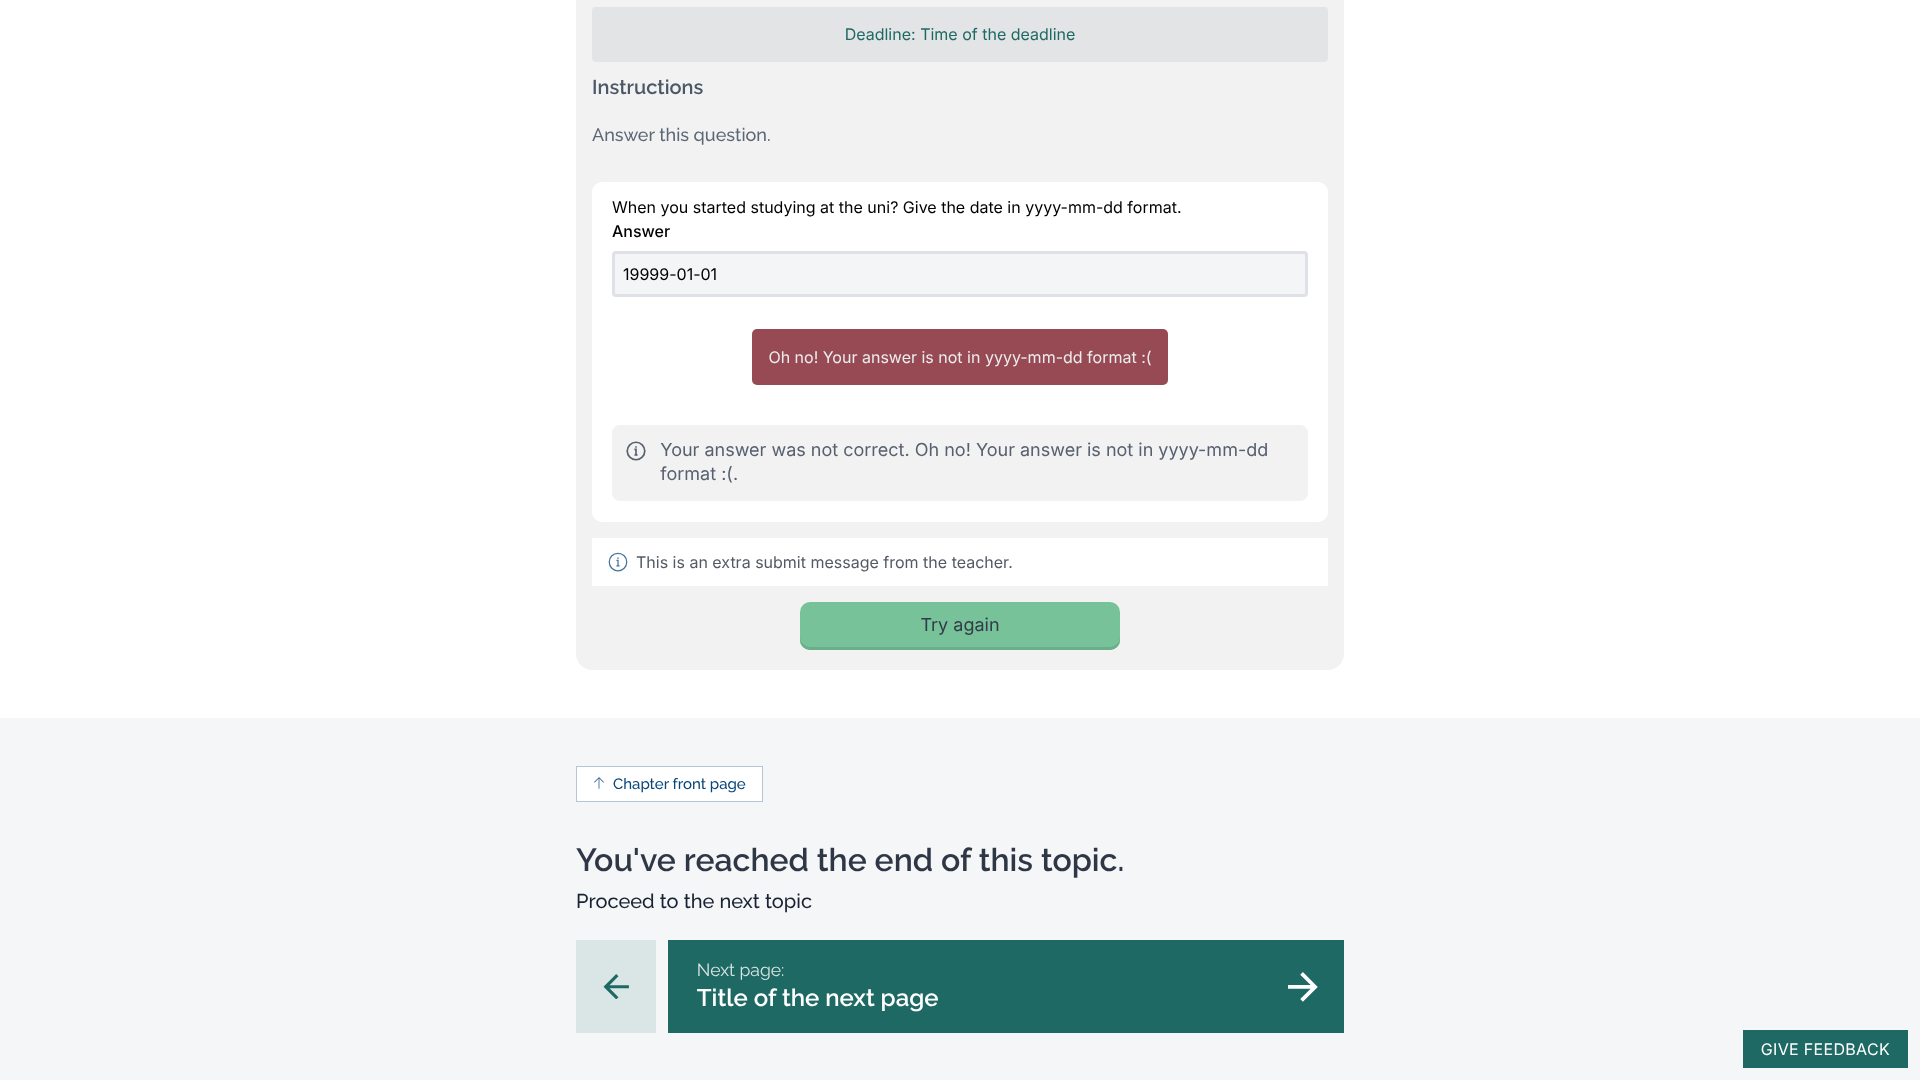 Deadline: Time of the deadline
Instructions
Answer this question.
When you started studying at the uni? Give the date in yyyy-mm-dd format.
Answer
19999-01-01
Oh no! Your answer is not in yyyy-mm-dd format :(
Your answer was not correct. Oh no! Your answer is not in yyyy-mm-dd
format :(.
This is an extra submit message from the teacher.
Try again
Chapter front page
You've reached the end of this topic.
Proceed to the next topic
Next page:
Title of the next page
GIVE FEEDBACK